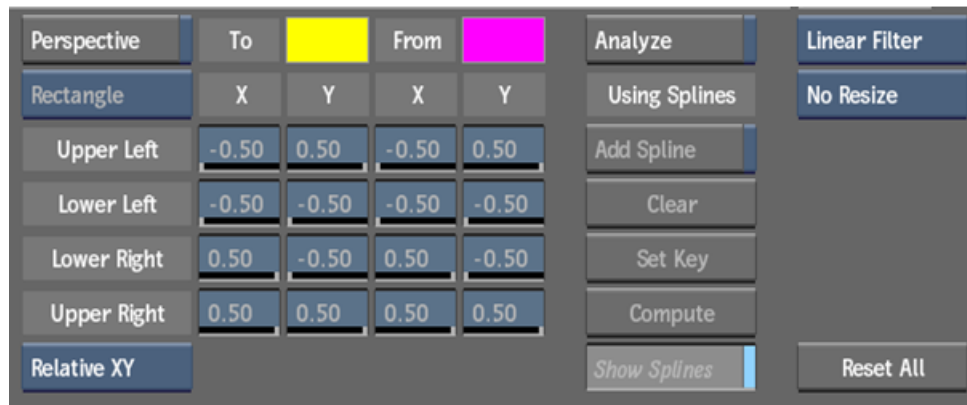 Perspective To From Analyze Linear Filter
Rectangle X Y X Y Using Splines No Resize
Upper Left -0.50 0.50 -0.50 0.50 Add Spline
Lower Left -0.50 -0.50 -0.50 -0.50 Clear
Lower Right 0.50 -0.50 0.50 -0.50 Set Key
Upper Right 0.50 0.50 0.50 0.50 Compute
Relative XY Show Splines Reset All